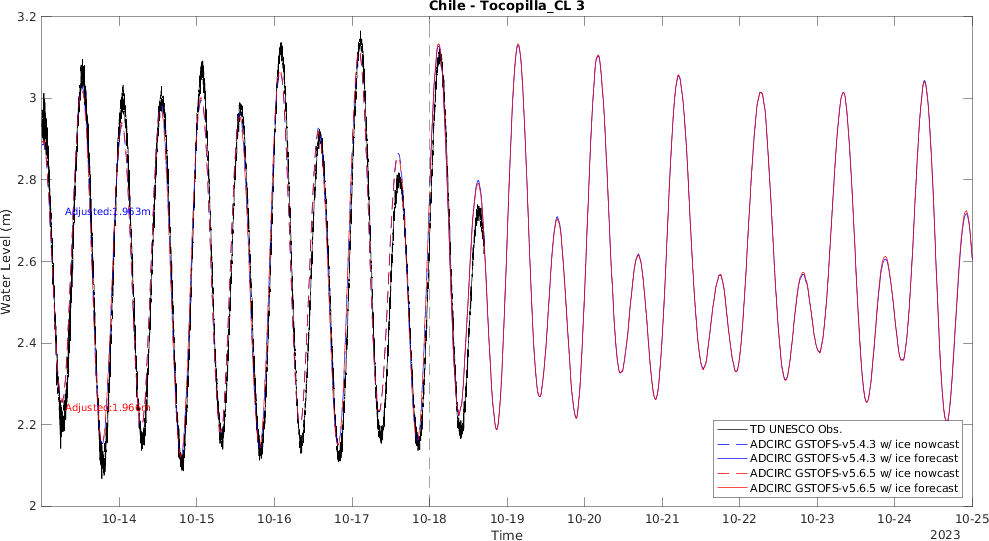 Chile - Tocopilla_CL 3
3.2
3
2.8
2.6
2.4
2.2
2
Water Level (m)
Adjusted:1.963m
Adjusted:1.966m
TD UNESCO Obs.
ADCIRC GSTOFS-v5.4.3 w/ ice nowcast
ADCIRC GSTOFS-v5.4.3 w/ ice forecast
ADCIRC GSTOFS-v5.6.5 w/ ice nowcast
ADCIRC GSTOFS-v5.6.5 w/ ice forecast
10-14 10-15 10-16 10-17 10-18 10-19 10-20 10-21 10-22 10-23 10-24 10-25
Time
2023